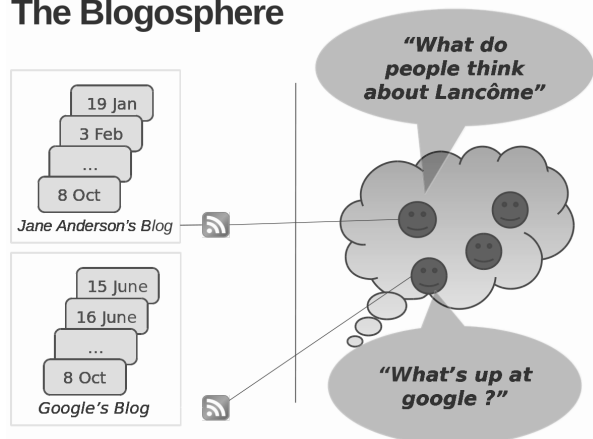 The Blogosphere
19 Jan
3 Feb
...
8 Oct
Jane Anderson's Blog
15 June
16 June
...
8 Oct
Google's Blog
“What do
people think
about Lancôme”
“What's up at
google ?”